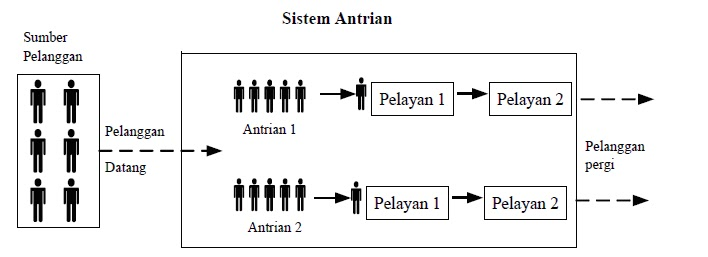 Sistem Antrian
Sumber
Pelanggan
Pelanggan
Datang
Antrian 1
Pelayan 1
Pelayan 2
Antrian 2
Pelayan 1
Pelayan 2
Pelanggan
pergi